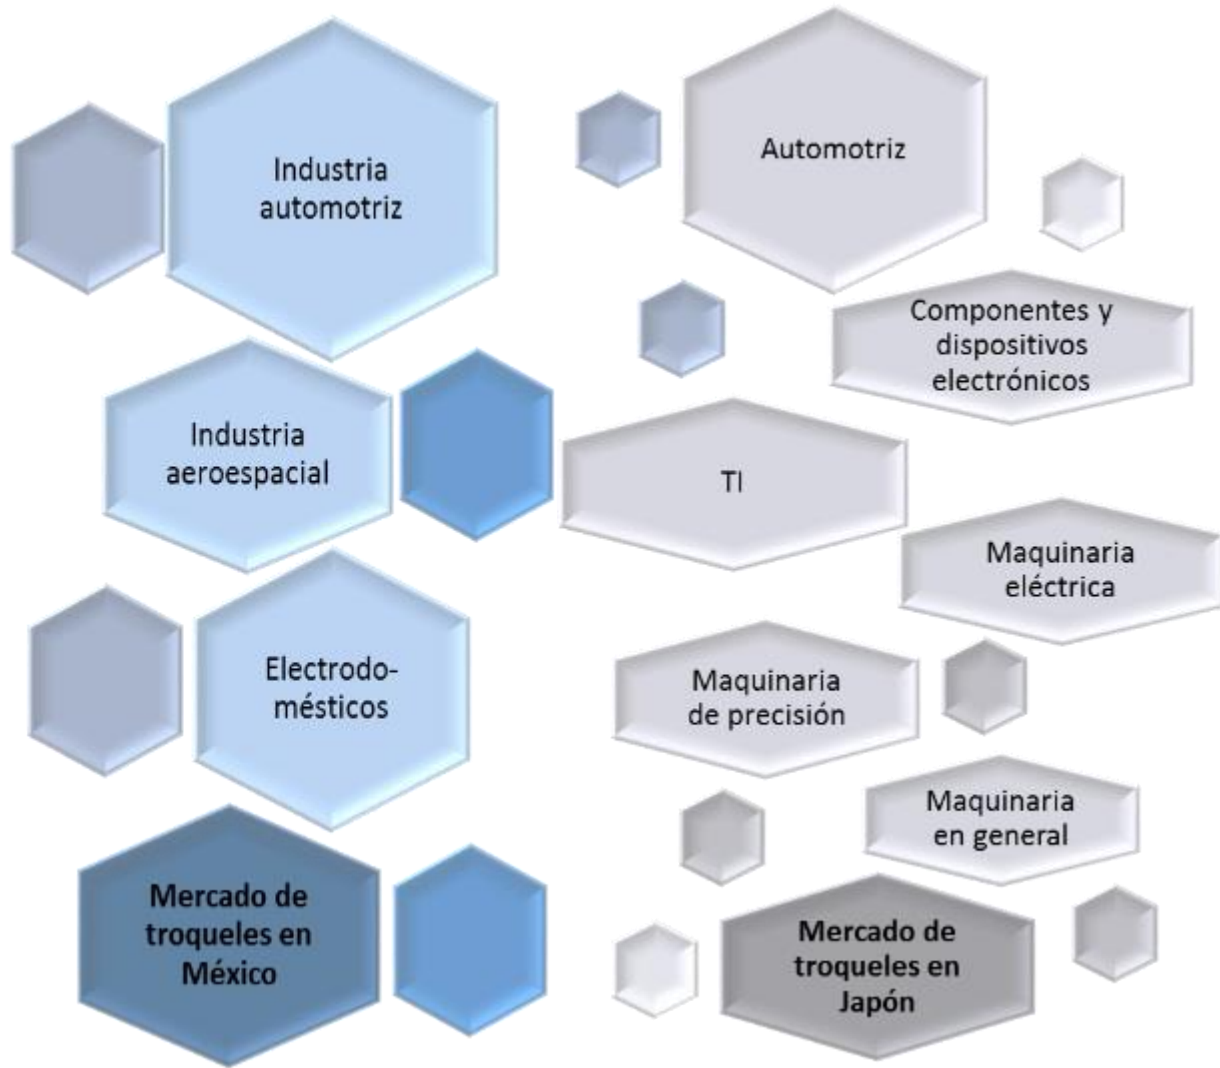 Industria
automotriz
Industria
aeroespacial
Electrodo-
mésticos
Mercado de
troqueles en
México
Automotriz
Componentes y
dispositivos
electrónicos
TI
Maquinaria
eléctrica
Maquinaria
de precisión
Maquinaria
en general
Mercado de
troqueles en
Japón